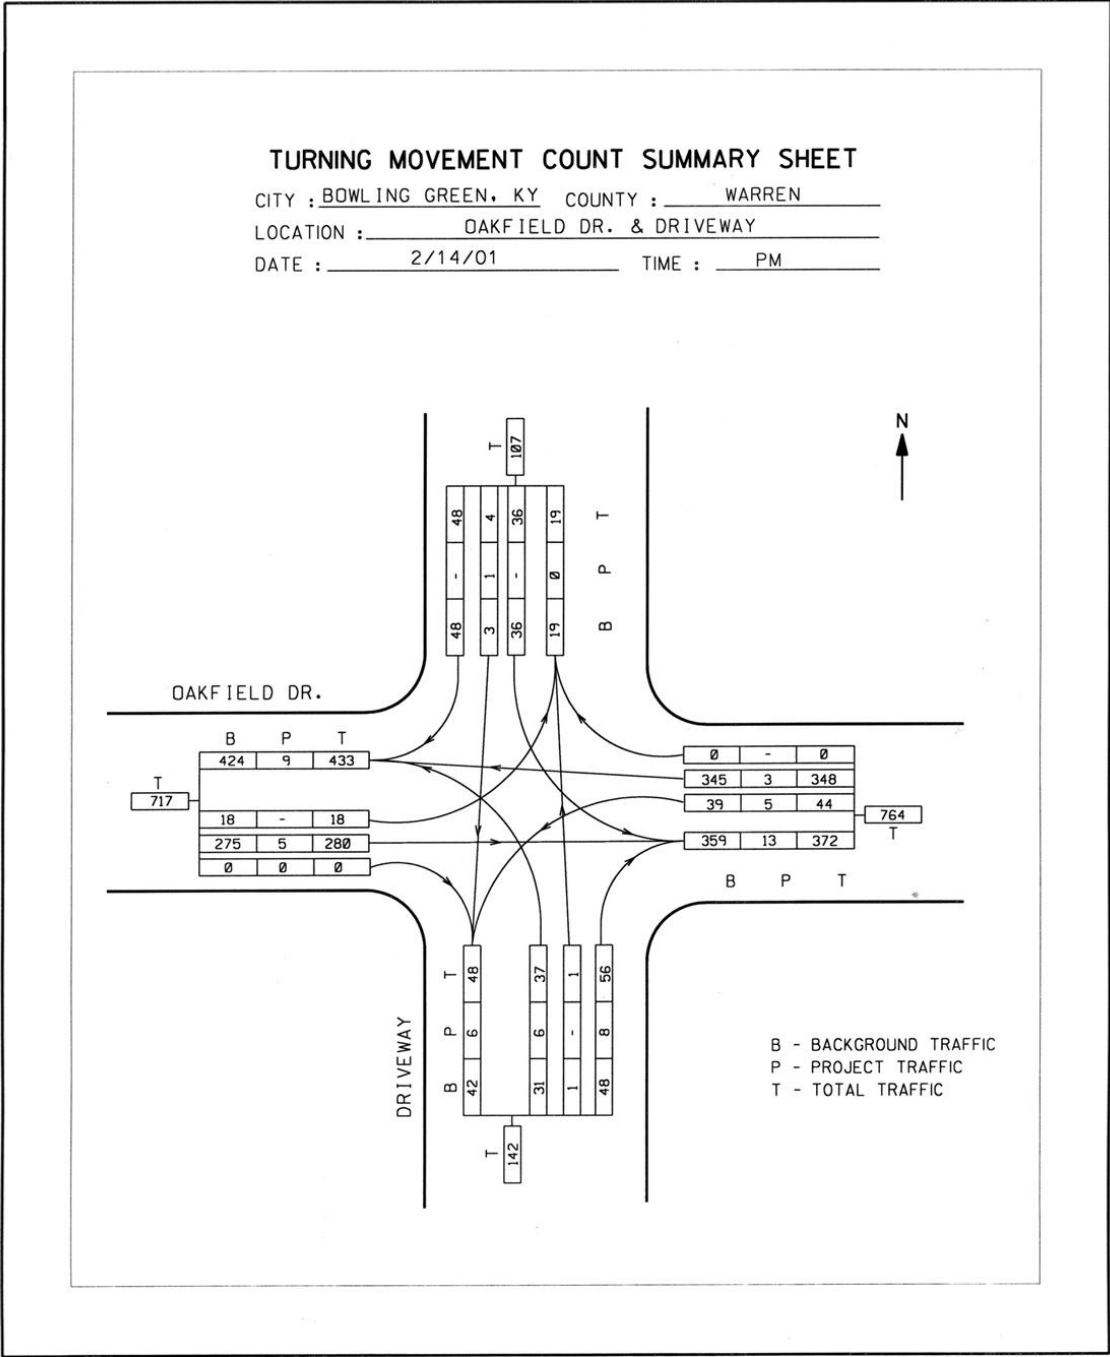 TURNING MOVEMENT COUNT SUMMARY SHEET
CITY : BOWLING GREEN, KY COUNTY : WARREN
LOCATION : OAKFIELD DR. & DRIVEWAY
DATE : 2/14/01 TIME : PM
N
T
107
48 4 36 19 T
- 1 - Ø P
48 3 36 19 B
OAKFIELD DR.
B P T
424 9 433
T
717
18 - 18
275 5 280
Ø Ø Ø
Ø - Ø
345 3 348
39 5 44
359 13 372
764
T
B P T
T 48 37 1 56
P 6 6 - 8
B 42 31 1 48
DRIVEWAY
T
142
B - BACKGROUND TRAFFIC
P - PROJECT TRAFFIC
T - TOTAL TRAFFIC